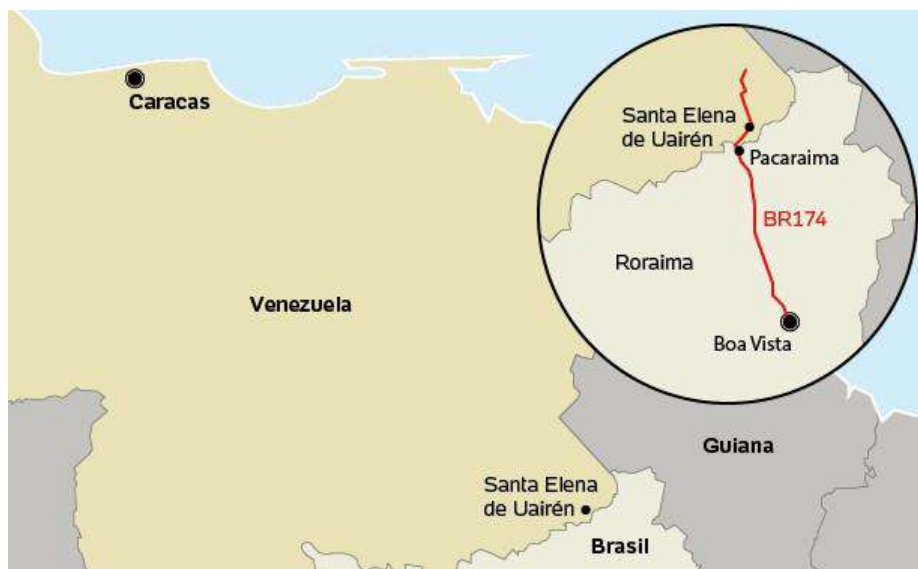 Caracas
Venezuela
Santa Elena
de Uairén
Pacaraima
BR174
Roraima
Boa Vista
Guiana
Santa Elena
de Uairén
Brasil